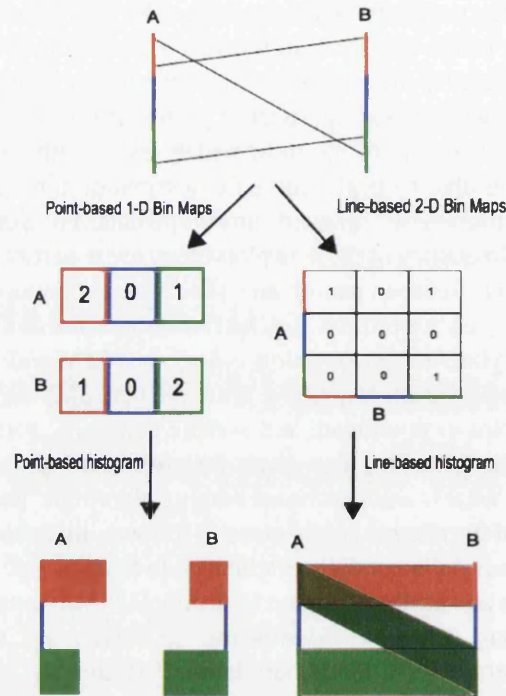 A B
Point-based 1-D Bin Maps Line-based 2-D Bin Maps
A 2 0 1
B 1 0 2
1 0
A 0 0 0
0 0 1
B
Point-based histogram Line-based histogram
A B A B